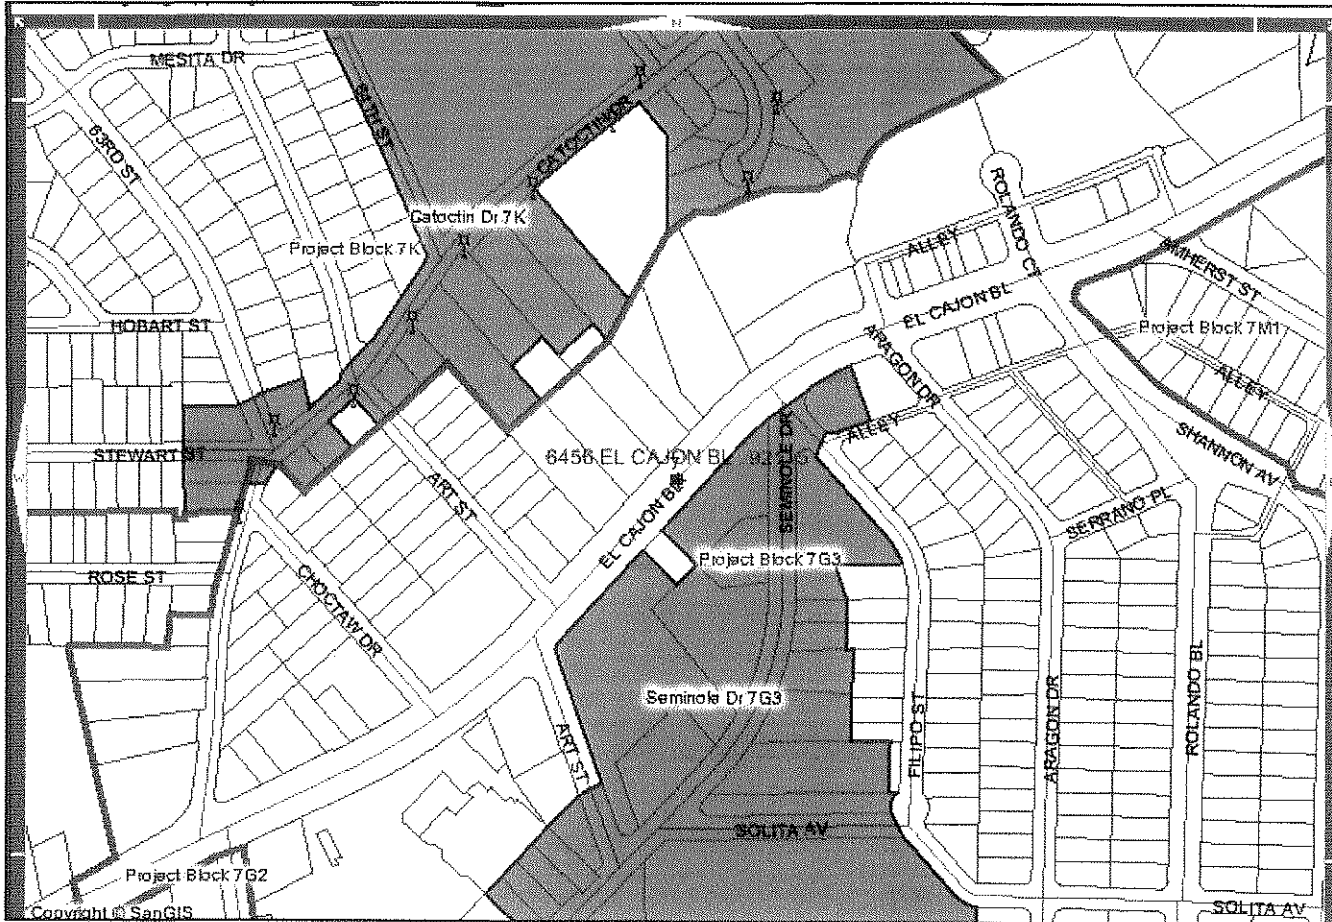 N
MESITA DR
63RD ST
64TH ST
CATOCTIN DR
Catoctin Dr 7K
Project Block 7K
HOBART ST
ROLANDO CT
ALLEY
AMHERST ST
EL CAJON BL
Project Block 7M1
ARAGON DR
ALLEY
ALLEY
STEWART ST
SHANNON AV
6456 EL CAJON BL
SEMINOLE DR
ART ST
EL CAJON BL
SERRANO PL
W
Project Block 7G3
ROSE ST
CHOCTAW DR
Seminole Dr 7G3
ROLANDO BL
FILIPO ST
ARAGON DR
ART ST
SOLITA AV
Project Block 7G2
Copyright © SanGIS
SOLITA AV